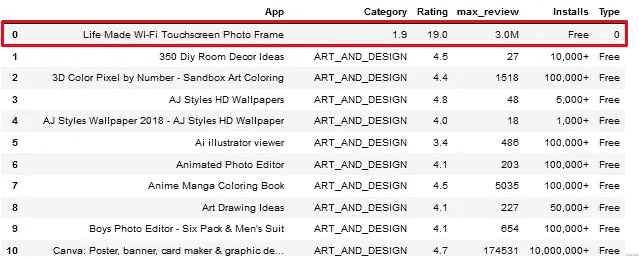 App Category Rating max_review Installs Type
0 Life Made WI-Fi Touchscreen Photo Frame 1.9 19.0 3.0M Free 0
1 350 Diy Room Decor Ideas ART_AND_DESIGN 4.5 27 10,000+ Free
2 3D Color Pixel by Number - Sandbox Art Coloring ART_AND_DESIGN 4.4 1518 100,000+ Free
3 AJ Styles HD Wallpapers ART_AND_DESIGN 4.8 48 5,000+ Free
4 AJ Styles Wallpaper 2018 - AJ Styles HD Wallpaper ART_AND_DESIGN 4.0 18 1,000+ Free
5 Ai illustrator viewer ART_AND_DESIGN 3.4 486 100,000+ Free
6 Animated Photo Editor ART_AND_DESIGN 4.1 203 100,000+ Free
7 Anime Manga Coloring Book ART_AND_DESIGN 4.5 5035 100,000+ Free
8 Art Drawing Ideas ART_AND_DESIGN 4.1 227 50,000+ Free
9 Boys Photo Editor - Six Pack & Men's Suit ART_AND_DESIGN 4.1 654 100,000+ Free
10 Canva: Poster, banner, card maker & graphic de... ART_AND_DESIGN 4.7 174531 10,000,000+ Free